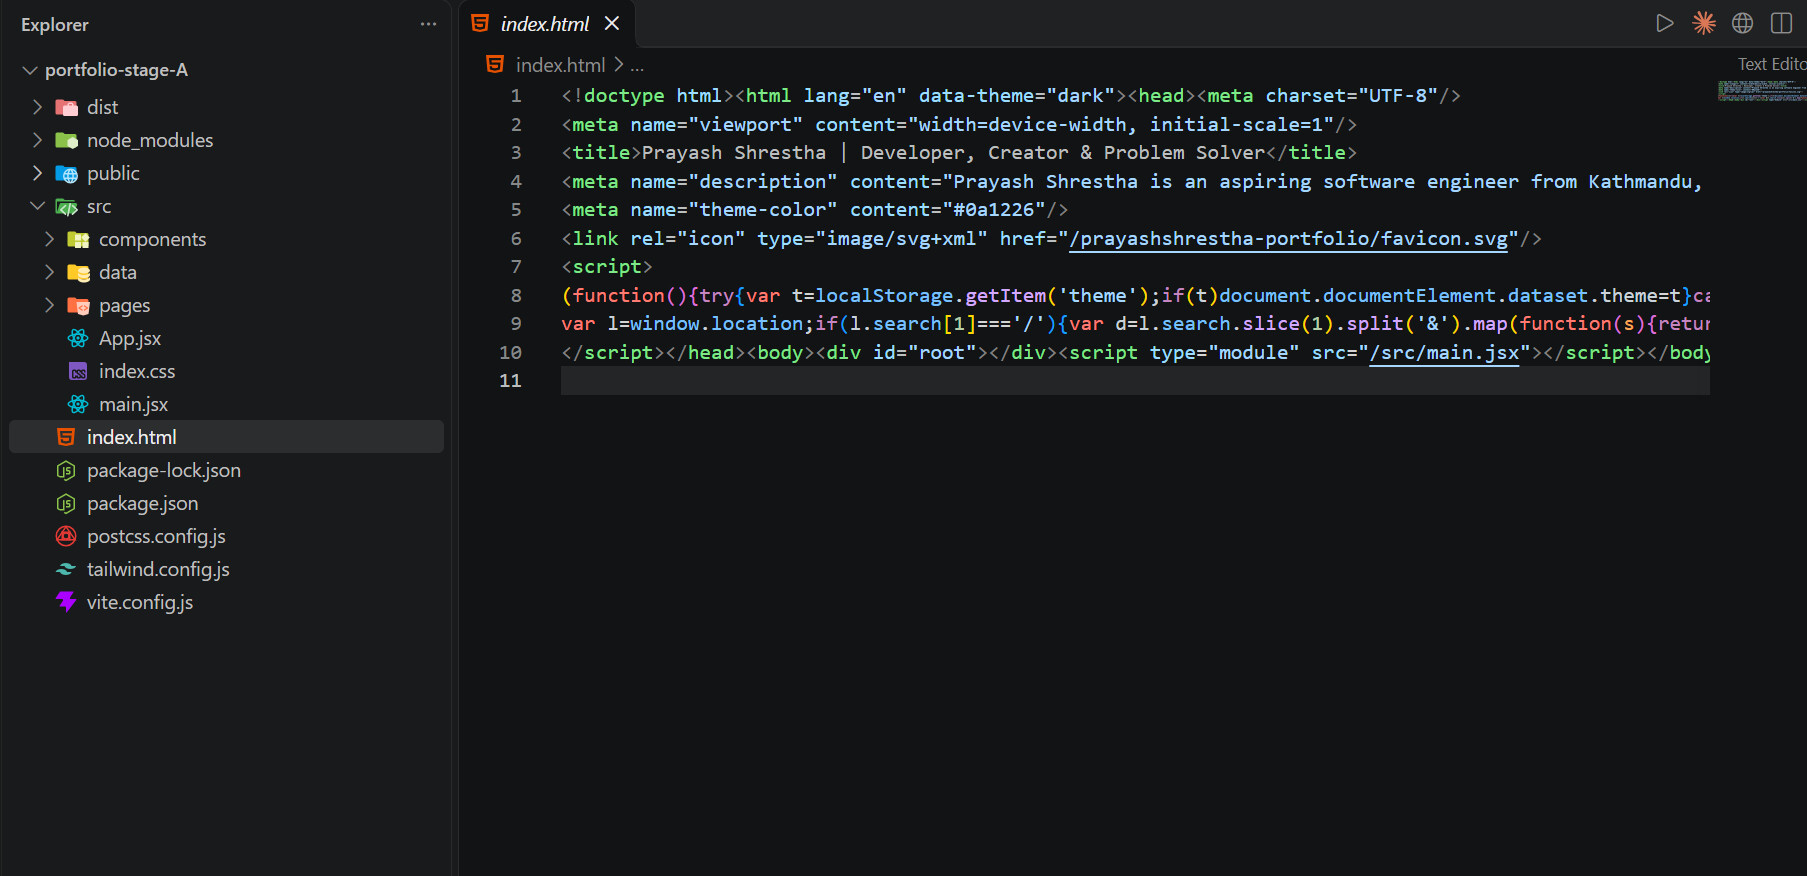 Explorer
...
portfolio-stage-A
dist
node_modules
public
src
components
data
pages
App.jsx
index.css
main.jsx
index.html
package-lock.json
package.json
postcss.config.js
tailwind.config.js
vite.config.js
index.html
index.html > ...
Text Edito
1 <!doctype html><html lang="en" data-theme="dark"><head><meta charset="UTF-8"/>
2 <meta name="viewport" content="width=device-width, initial-scale=1"/>
3 <title>Prayash Shrestha | Developer, Creator & Problem Solver</title>
4 <meta name="description" content="Prayash Shrestha is an aspiring software engineer from Kathmandu,
5 <meta name="theme-color" content="#0a1226"/>
6 <link rel="icon" type="image/svg+xml" href="/prayashshrestha-portfolio/favicon.svg"/>
7 <script>
8 (function(){try{var t=localStorage.getItem('theme');if(t)document.documentElement.dataset.theme=t}ca
9 var l=window.location;if(l.search[1]==='/'){var d=l.search.slice(1).split('&').map(function(s){retur
10 </script></head><body><div id="root"></div><script type="module" src="/src/main.jsx"></script></body
11